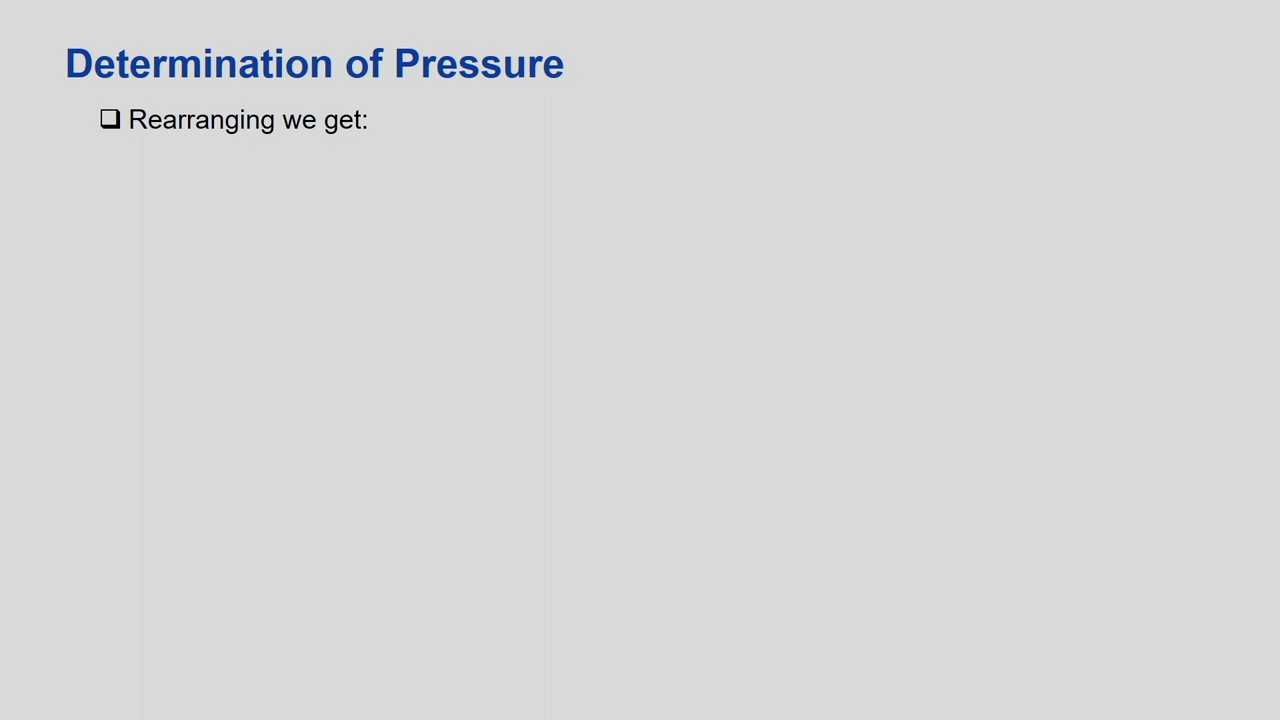 Determination of Pressure
❑ Rearranging we get: